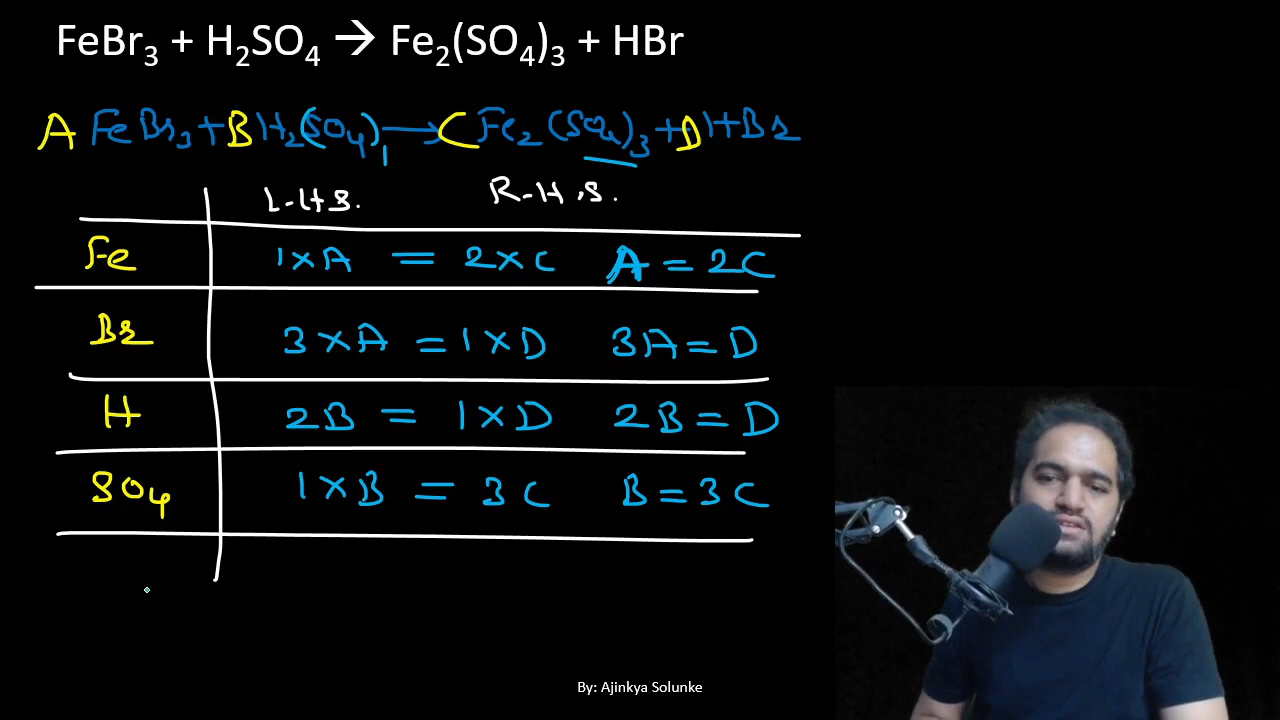 FeBr₃ + H₂SO₄ → Fe₂(SO₄)₃ + HBr
A FeBr₃ + B H₂(SO₄)₁ → C Fe₂(SO₄)₃ + D HBr
L.H.S. R.H.S.
Fe 1×A = 2×C A = 2C
Br 3×A = 1×D 3A = D
H 2B = 1×D 2B = D
SO₄ 1×B = 3C B = 3C
By: Ajinkya Solunke